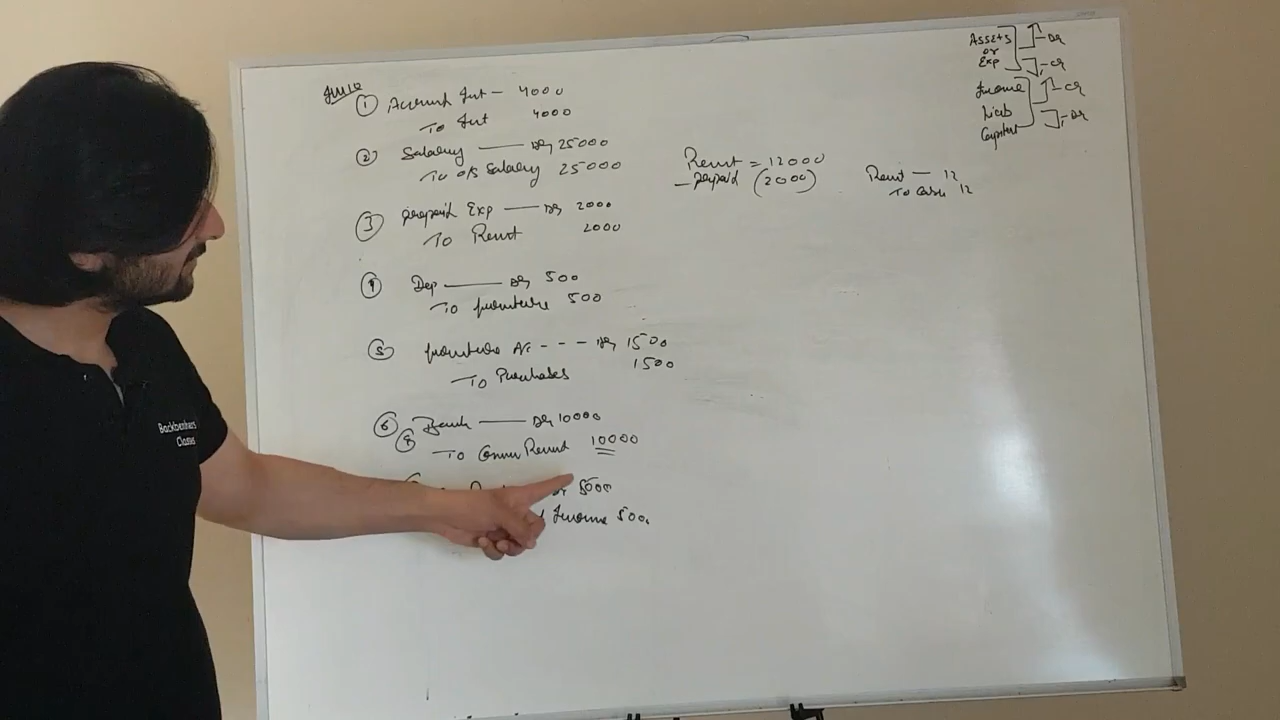 ① Accrued Int - 4000
To Int 4000
② Salary —— Dr 25000
To o/s Salary 25000
③ prepaid Exp —— Dr 2000
To Rent 2000
④ Dep —— Dr 500
To furniture 500
⑤ furniture A/c - - - Dr 1500
To Purchases 1500
⑥ Bank —— Dr 10000
To Comm Receivd 10000
Dr 5000
Income 500
Rent = 12000
- prepaid (2000)
Rent — 12
To cash 12
Assets
or
Exp
Dr
Cr
Income
Liab
Capital
Cr
Dr
Backbenchers
Classes